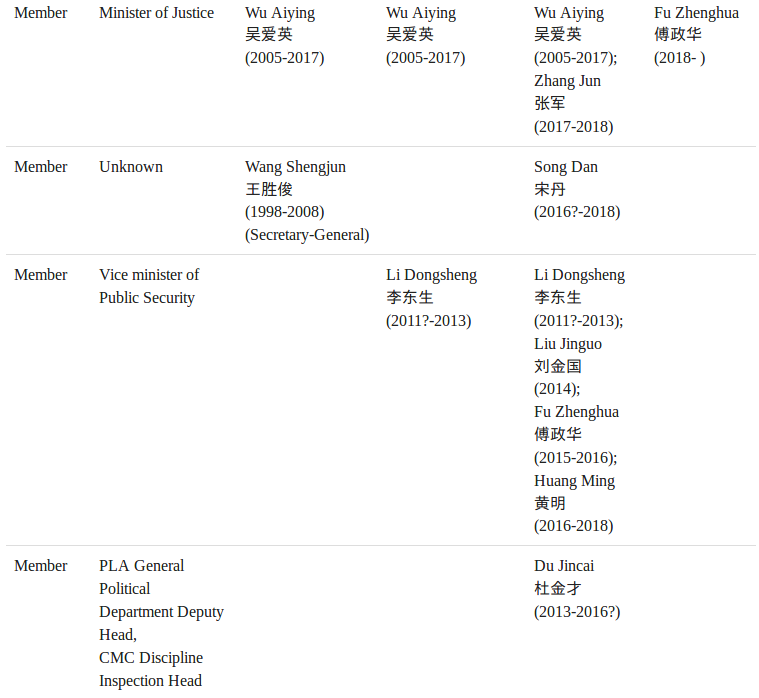 Member
Minister of Justice
Wu Aiying
吴爱英
(2005-2017)
Wu Aiying
吴爱英
(2005-2017)
Wu Aiying
吴爱英
(2005-2017);
Zhang Jun
张军
(2017-2018)
Fu Zhenghua
傅政华
(2018- )
Member
Unknown
Wang Shengjun
王胜俊
(1998-2008)
(Secretary-General)
Song Dan
宋丹
(2016?-2018)
Member
Vice minister of
Public Security
Li Dongsheng
李东生
(2011?-2013)
Li Dongsheng
李东生
(2011?-2013);
Liu Jinguo
刘金国
(2014);
Fu Zhenghua
傅政华
(2015-2016);
Huang Ming
黄明
(2016-2018)
Member
PLA General
Political
Department Deputy
Head,
CMC Discipline
Inspection Head
Du Jincai
杜金才
(2013-2016?)